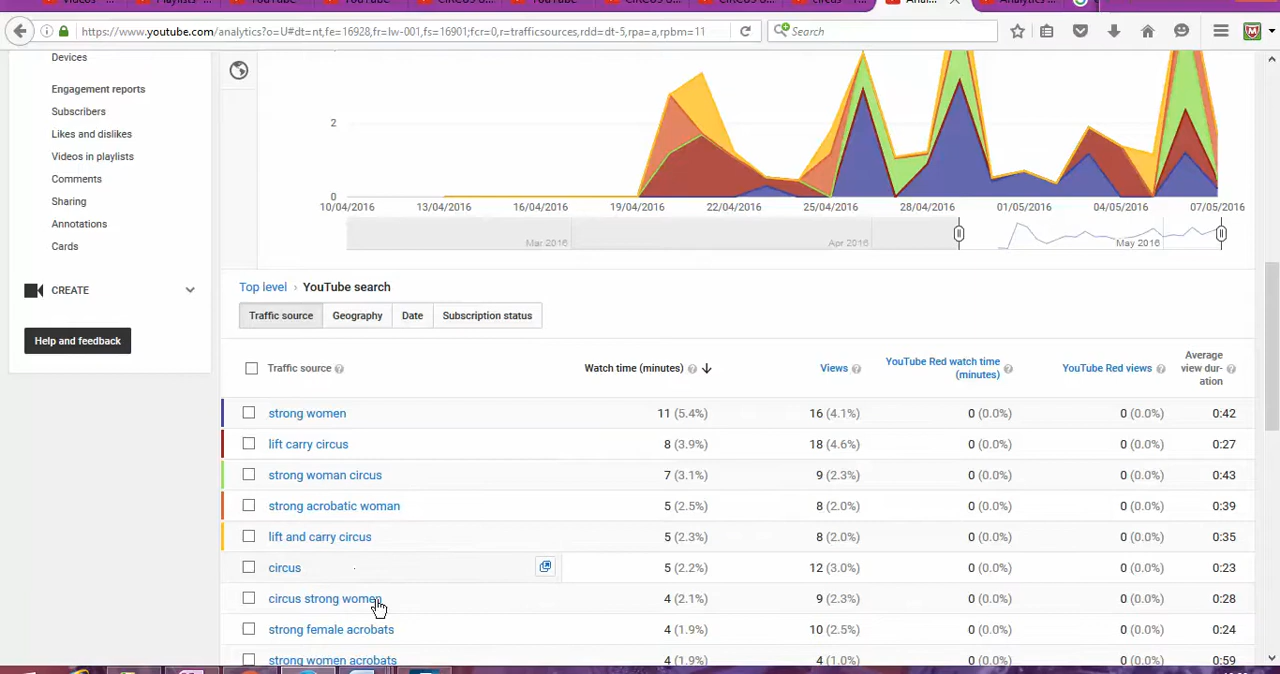 Videos
Playlists
YouTube
YouTube
YouTube
Analytics
https://www.youtube.com/analytics?o=U#dt=nt,fe=16928,fr=lw-001,fs=16901;fcr=0,r=trafficsources,rdd=dt-5,rpa=a,rpbm=11
Search
Devices
Engagement reports
Subscribers
Likes and dislikes
Videos in playlists
Comments
Sharing
Annotations
Cards
CREATE
Help and feedback
2
0
10/04/2016 13/04/2016 16/04/2016 19/04/2016 22/04/2016 25/04/2016 28/04/2016 01/05/2016 04/05/2016 07/05/2016
Mar 2016 Apr 2016 May 2016
Top level › YouTube search
Traffic source Geography Date Subscription status
Traffic source Watch time (minutes) Views YouTube Red watch time (minutes) YouTube Red views Average view dur-ation
strong women 11 (5.4%) 16 (4.1%) 0 (0.0%) 0 (0.0%) 0:42
lift carry circus 8 (3.9%) 18 (4.6%) 0 (0.0%) 0 (0.0%) 0:27
strong woman circus 7 (3.1%) 9 (2.3%) 0 (0.0%) 0 (0.0%) 0:43
strong acrobatic woman 5 (2.5%) 8 (2.0%) 0 (0.0%) 0 (0.0%) 0:39
lift and carry circus 5 (2.3%) 8 (2.0%) 0 (0.0%) 0 (0.0%) 0:35
circus 5 (2.2%) 12 (3.0%) 0 (0.0%) 0 (0.0%) 0:23
circus strong women 4 (2.1%) 9 (2.3%) 0 (0.0%) 0 (0.0%) 0:28
strong female acrobats 4 (1.9%) 10 (2.5%) 0 (0.0%) 0 (0.0%) 0:24
strong women acrobats 4 (1.9%) 4 (1.0%) 0 (0.0%) 0 (0.0%) 0:59